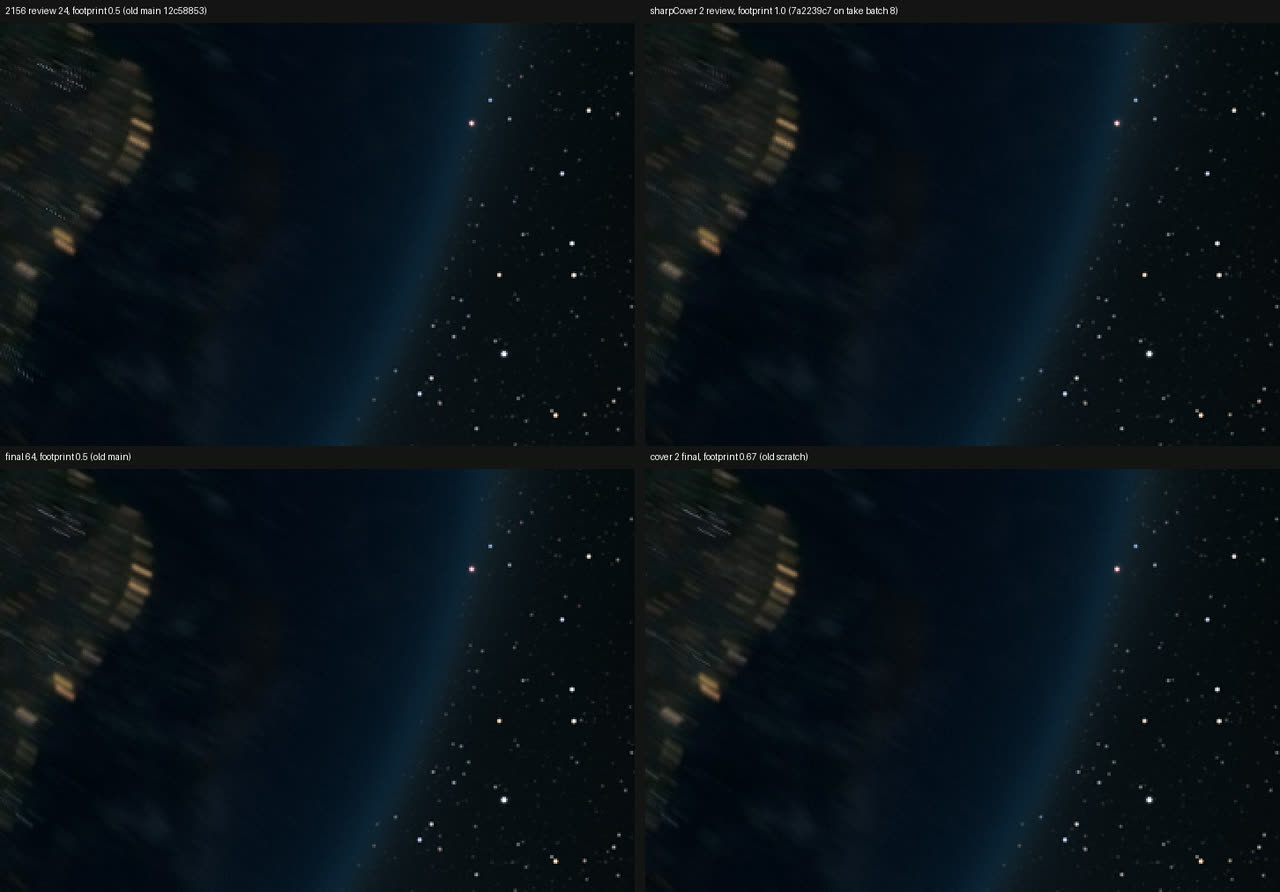 2156 review 24, footprint 0.5 (old main 12c58853)
sharpCover 2 review, footprint 1.0 (7a2239c7 on take batch 8)
final 64, footprint 0.5 (old main)
cover 2 final, footprint 0.67 (old scratch)